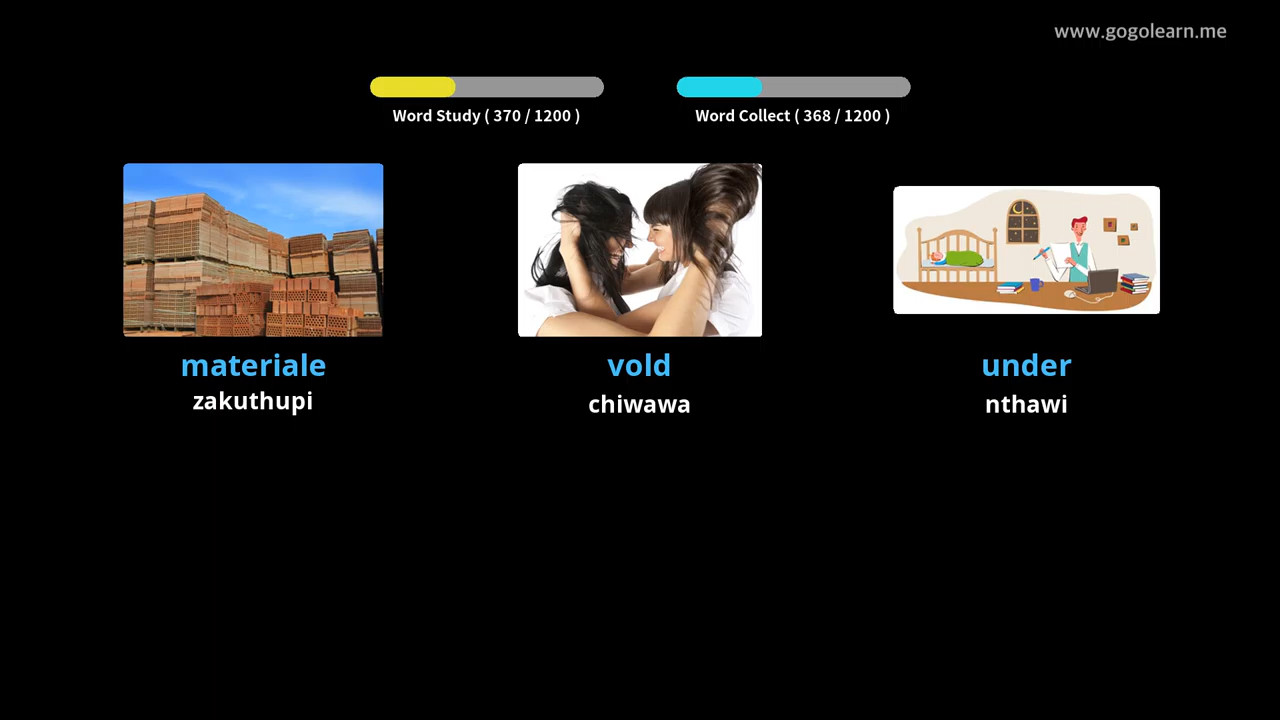 www.gogolearn.me
Word Study ( 370 / 1200 )
Word Collect ( 368 / 1200 )
materiale
zakuthupi
vold
chiwawa
under
nthawi